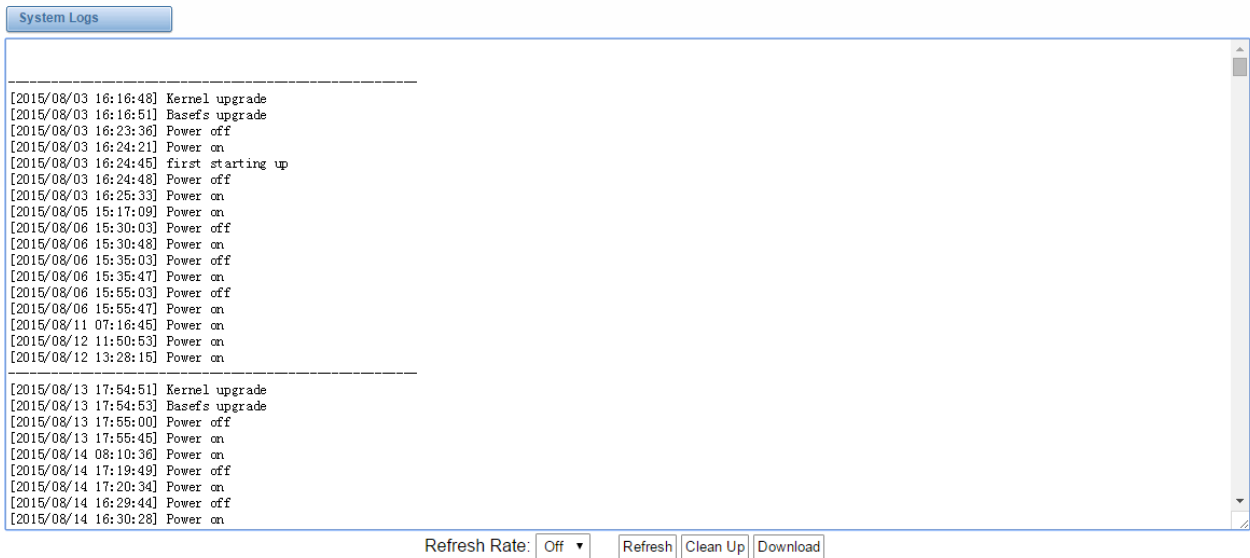 System Logs
[2015/08/03 16:16:48] Kernel upgrade
[2015/08/03 16:16:51] Basefs upgrade
[2015/08/03 16:23:36] Power off
[2015/08/03 16:24:21] Power on
[2015/08/03 16:24:45] first starting up
[2015/08/03 16:24:48] Power off
[2015/08/03 16:25:33] Power on
[2015/08/05 15:17:09] Power on
[2015/08/06 15:30:03] Power off
[2015/08/06 15:30:48] Power on
[2015/08/06 15:35:03] Power off
[2015/08/06 15:35:47] Power on
[2015/08/06 15:55:03] Power off
[2015/08/06 15:55:47] Power on
[2015/08/11 07:16:45] Power on
[2015/08/12 11:50:53] Power on
[2015/08/12 13:28:15] Power on
[2015/08/13 17:54:51] Kernel upgrade
[2015/08/13 17:54:53] Basefs upgrade
[2015/08/13 17:55:00] Power off
[2015/08/13 17:55:45] Power on
[2015/08/14 08:10:36] Power on
[2015/08/14 17:19:49] Power off
[2015/08/14 17:20:34] Power on
[2015/08/14 16:29:44] Power off
[2015/08/14 16:30:28] Power on
Refresh Rate: Off Refresh Clean Up Download